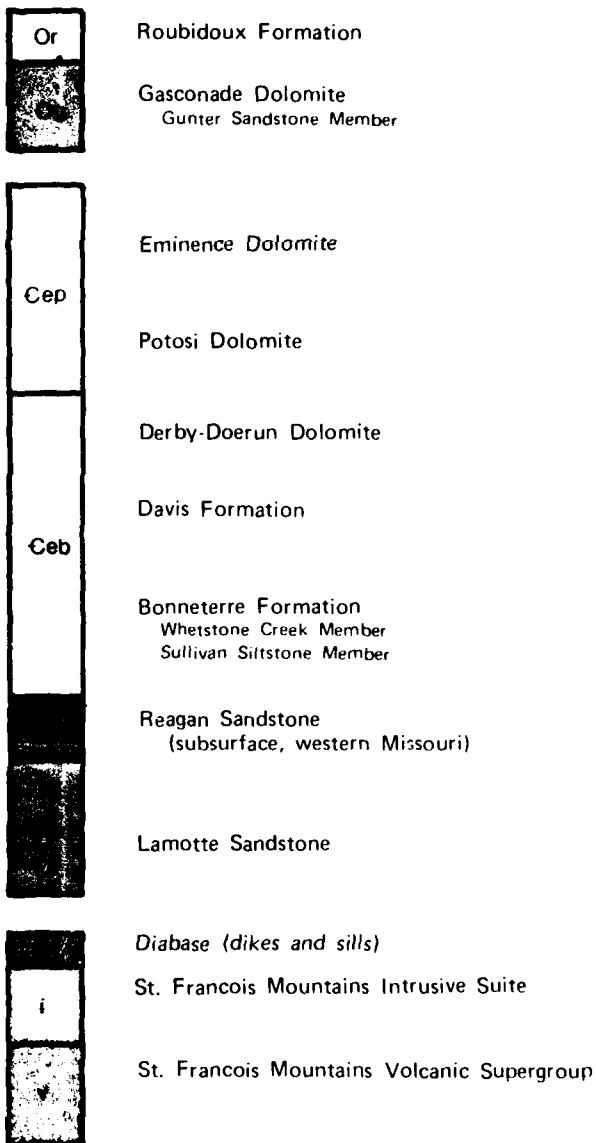 Or
Roubidoux Formation
Gasconade Dolomite
Gunter Sandstone Member
Eminence Dolomite
Єep
Potosi Dolomite
Derby-Doerun Dolomite
Davis Formation
Єeb
Bonneterre Formation
Whetstone Creek Member
Sullivan Siltstone Member
Reagan Sandstone
(subsurface, western Missouri)
Lamotte Sandstone
Diabase (dikes and sills)
St. Francois Mountains Intrusive Suite
i
St. Francois Mountains Volcanic Supergroup
v